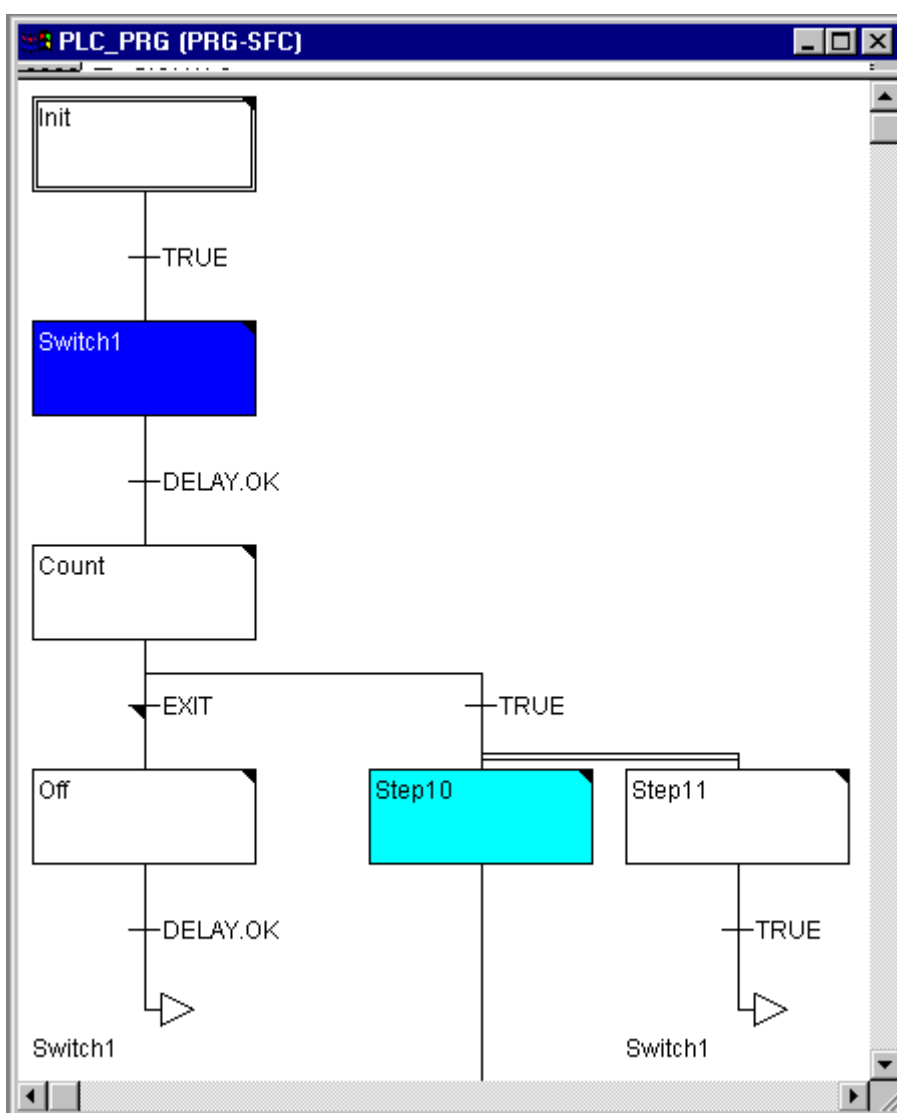 PLC_PRG (PRG-SFC)
Init
TRUE
Switch1
DELAY.OK
Count
EXIT
TRUE
Off
Step10
Step11
DELAY.OK
TRUE
Switch1
Switch1